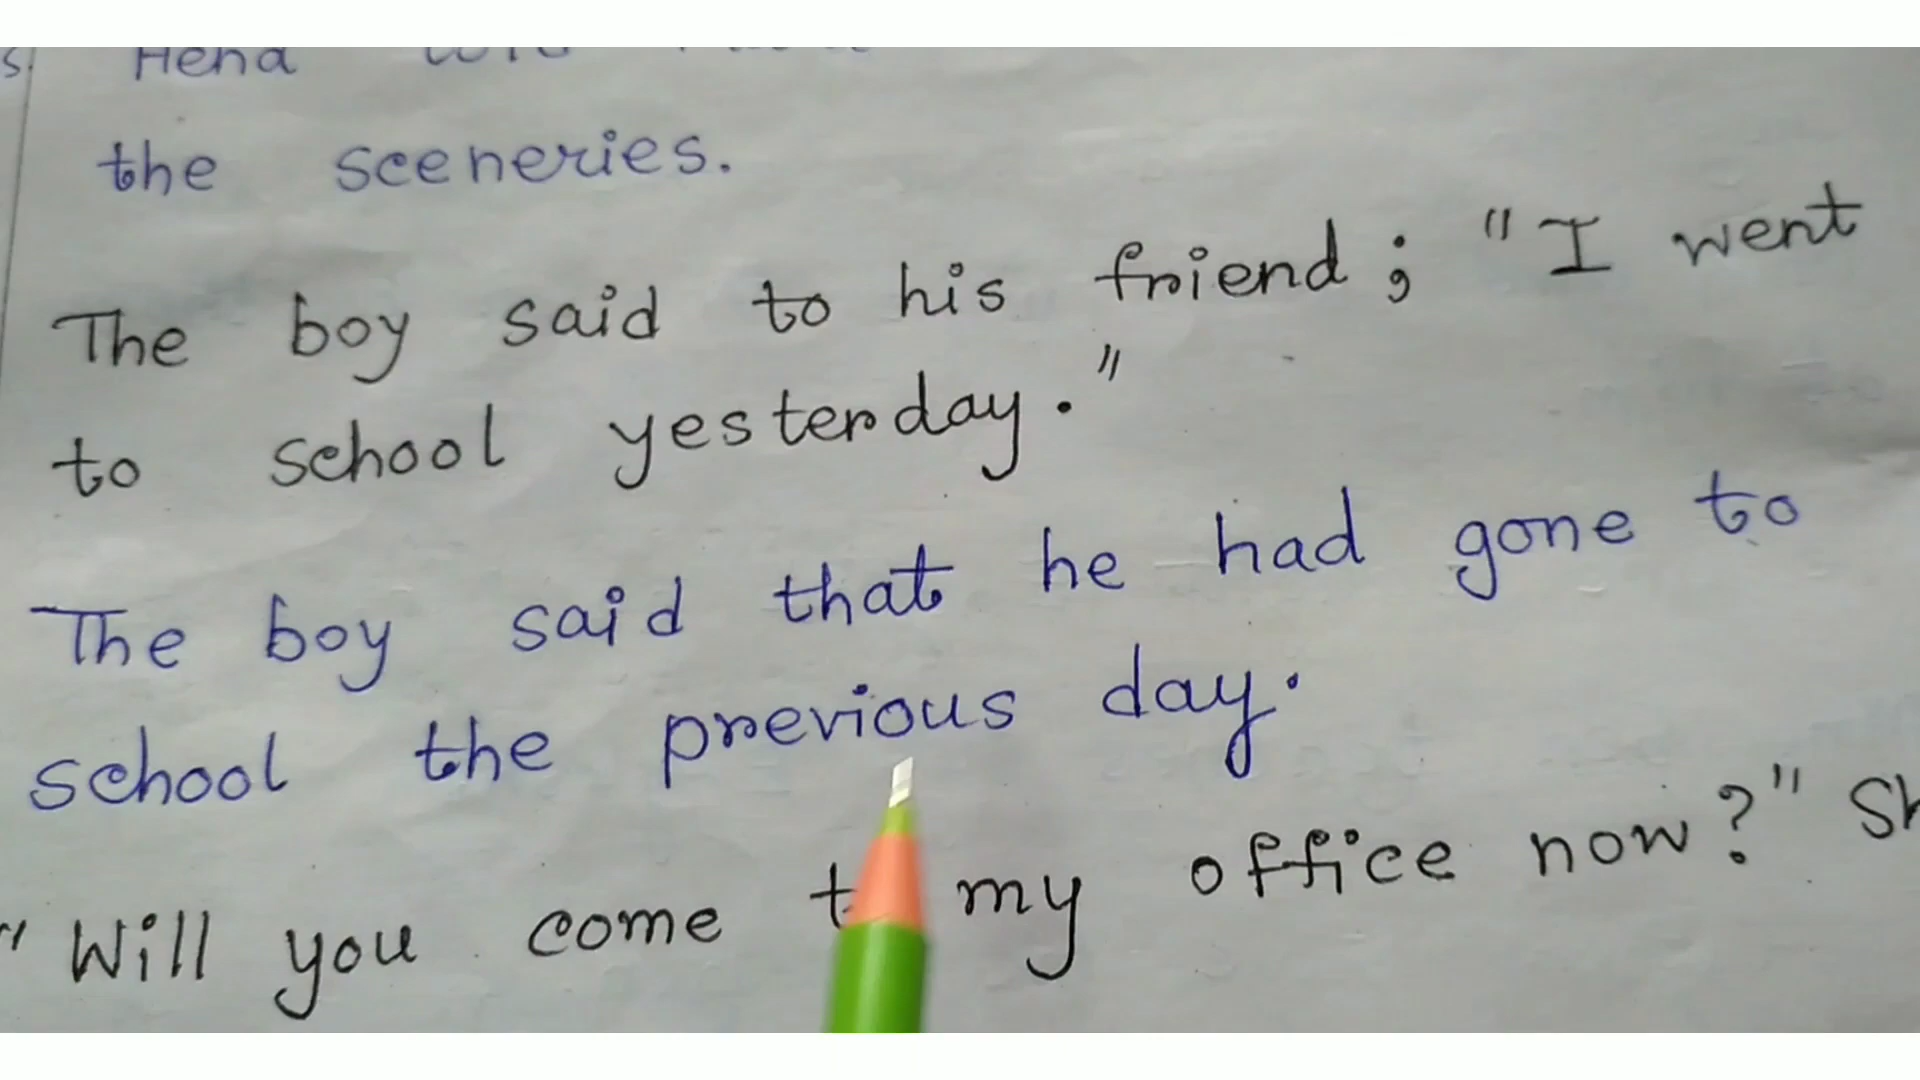 Hena
the sceneries.
The boy said to his friend ; "I went
to school yesterday."
The boy said that he had gone to
school the previous day.
"Will you come my office now?"